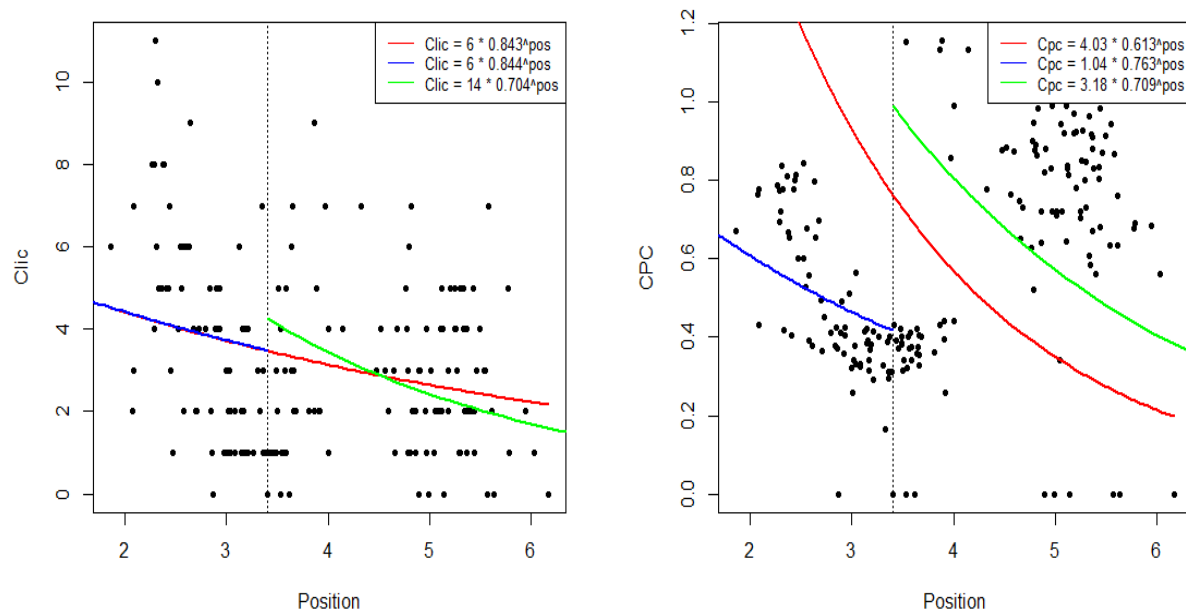 Clic = 6 * 0.843^pos
Clic = 6 * 0.844^pos
Clic = 14 * 0.704^pos
Clic
0
2
4
6
8
10
2
3
4
5
6
Position
Cpc = 4.03 * 0.613^pos
Cpc = 1.04 * 0.763^pos
Cpc = 3.18 * 0.709^pos
CPC
0.0
0.2
0.4
0.6
0.8
1.0
1.2
2
3
4
5
6
Position